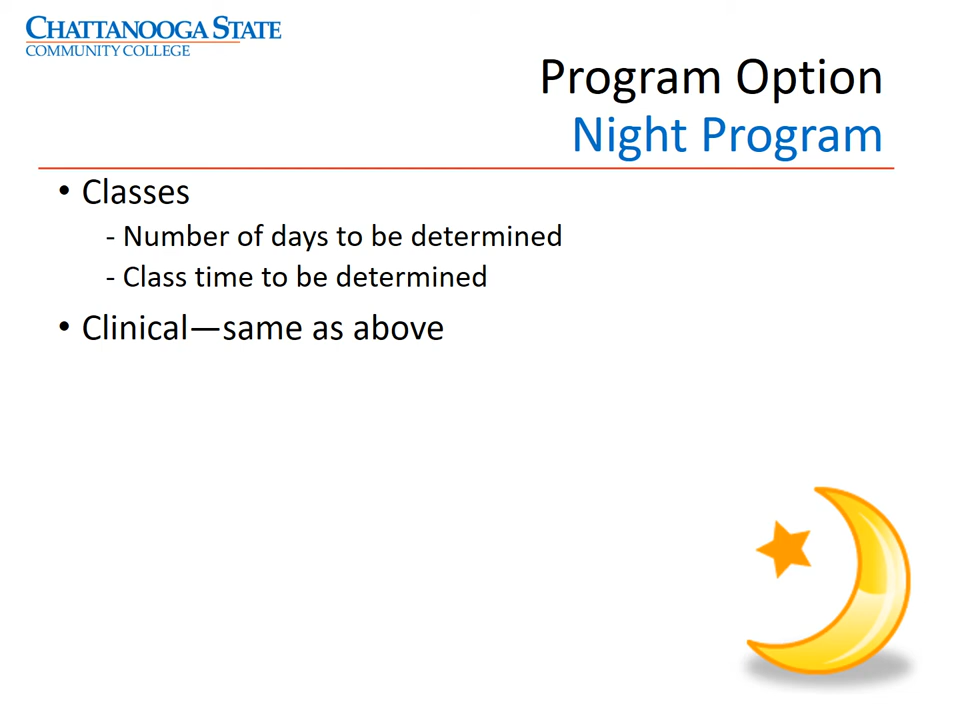 CHATTANOOGA STATE
COMMUNITY COLLEGE
Program Option
Night Program
• Classes
- Number of days to be determined
- Class time to be determined
• Clinical—same as above